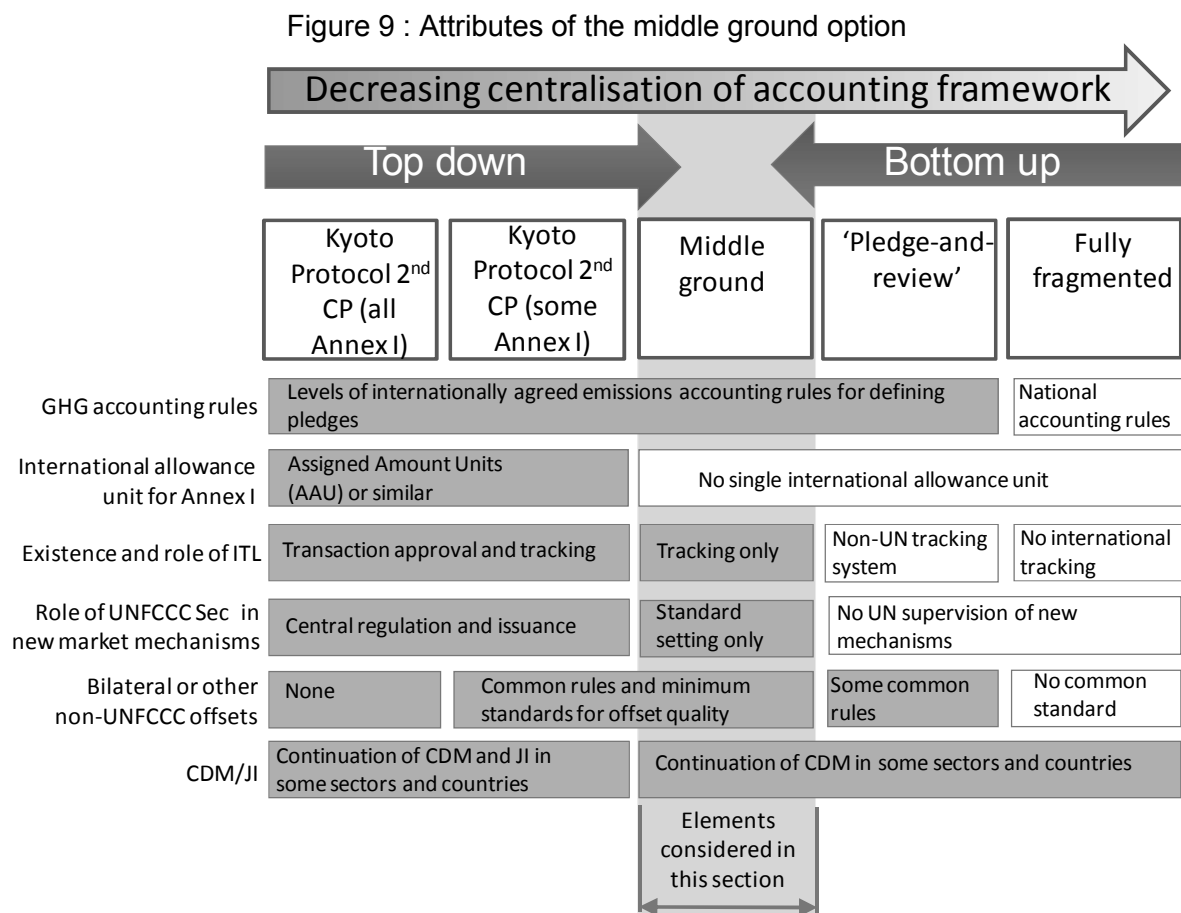 Figure 9 : Attributes of the middle ground option
Decreasing centralisation of accounting framework
Top down
Bottom up
Kyoto
Protocol 2nd
CP (all
Annex I)
Kyoto
Protocol 2nd
CP (some
Annex I)
Middle
ground
‘Pledge-and-
review’
Fully
fragmented
GHG accounting rules
Levels of internationally agreed emissions accounting rules for defining
pledges
National
accounting rules
International allowance
unit for Annex I
Assigned Amount Units
(AAU) or similar
No single international allowance unit
Existence and role of ITL
Transaction approval and tracking
Tracking only
Non-UN tracking
system
No international
tracking
Role of UNFCCC Sec in
new market mechanisms
Central regulation and issuance
Standard
setting only
No UN supervision of new
mechanisms
Bilateral or other
non-UNFCCC offsets
None
Common rules and minimum
standards for offset quality
Some common
rules
No common
standard
CDM/JI
Continuation of CDM and JI in
some sectors and countries
Continuation of CDM in some sectors and countries
Elements
considered in
this section